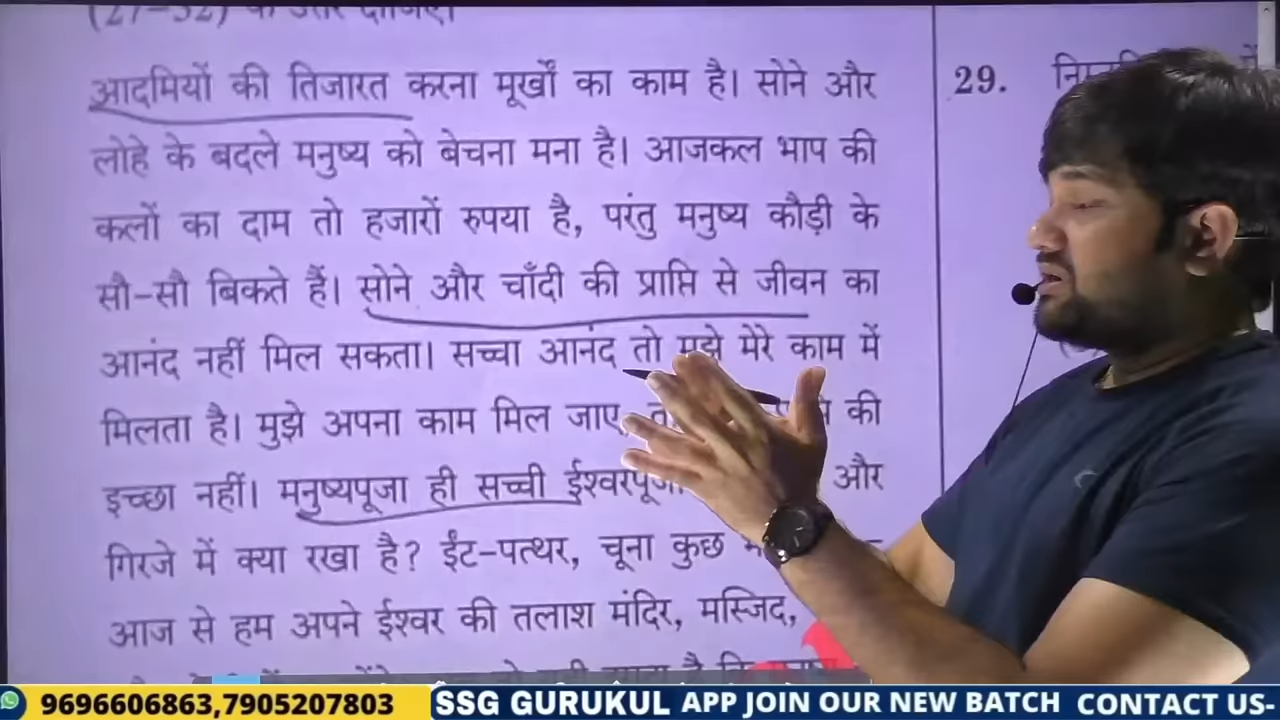 आदमियों की तिजारत करना मूर्खों का काम है। सोने और
लोहे के बदले मनुष्य को बेचना मना है। आजकल भाप की
कलों का दाम तो हजारों रुपया है, परंतु मनुष्य कौड़ी के
सौ-सौ बिकते हैं। सोने और चाँदी की प्राप्ति से जीवन का
आनंद नहीं मिल सकता। सच्चा आनंद तो मुझे मेरे काम में
मिलता है। मुझे अपना काम मिल जाए की
इच्छा नहीं। मनुष्यपूजा ही सच्ची ईश्वरपूजा और
गिरजे में क्या रखा है? ईंट-पत्थर, चूना कुछ
आज से हम अपने ईश्वर की तलाश मंदिर, मस्जिद,
29.
9696606863,7905207803 SSG GURUKUL APP JOIN OUR NEW BATCH CONTACT US-